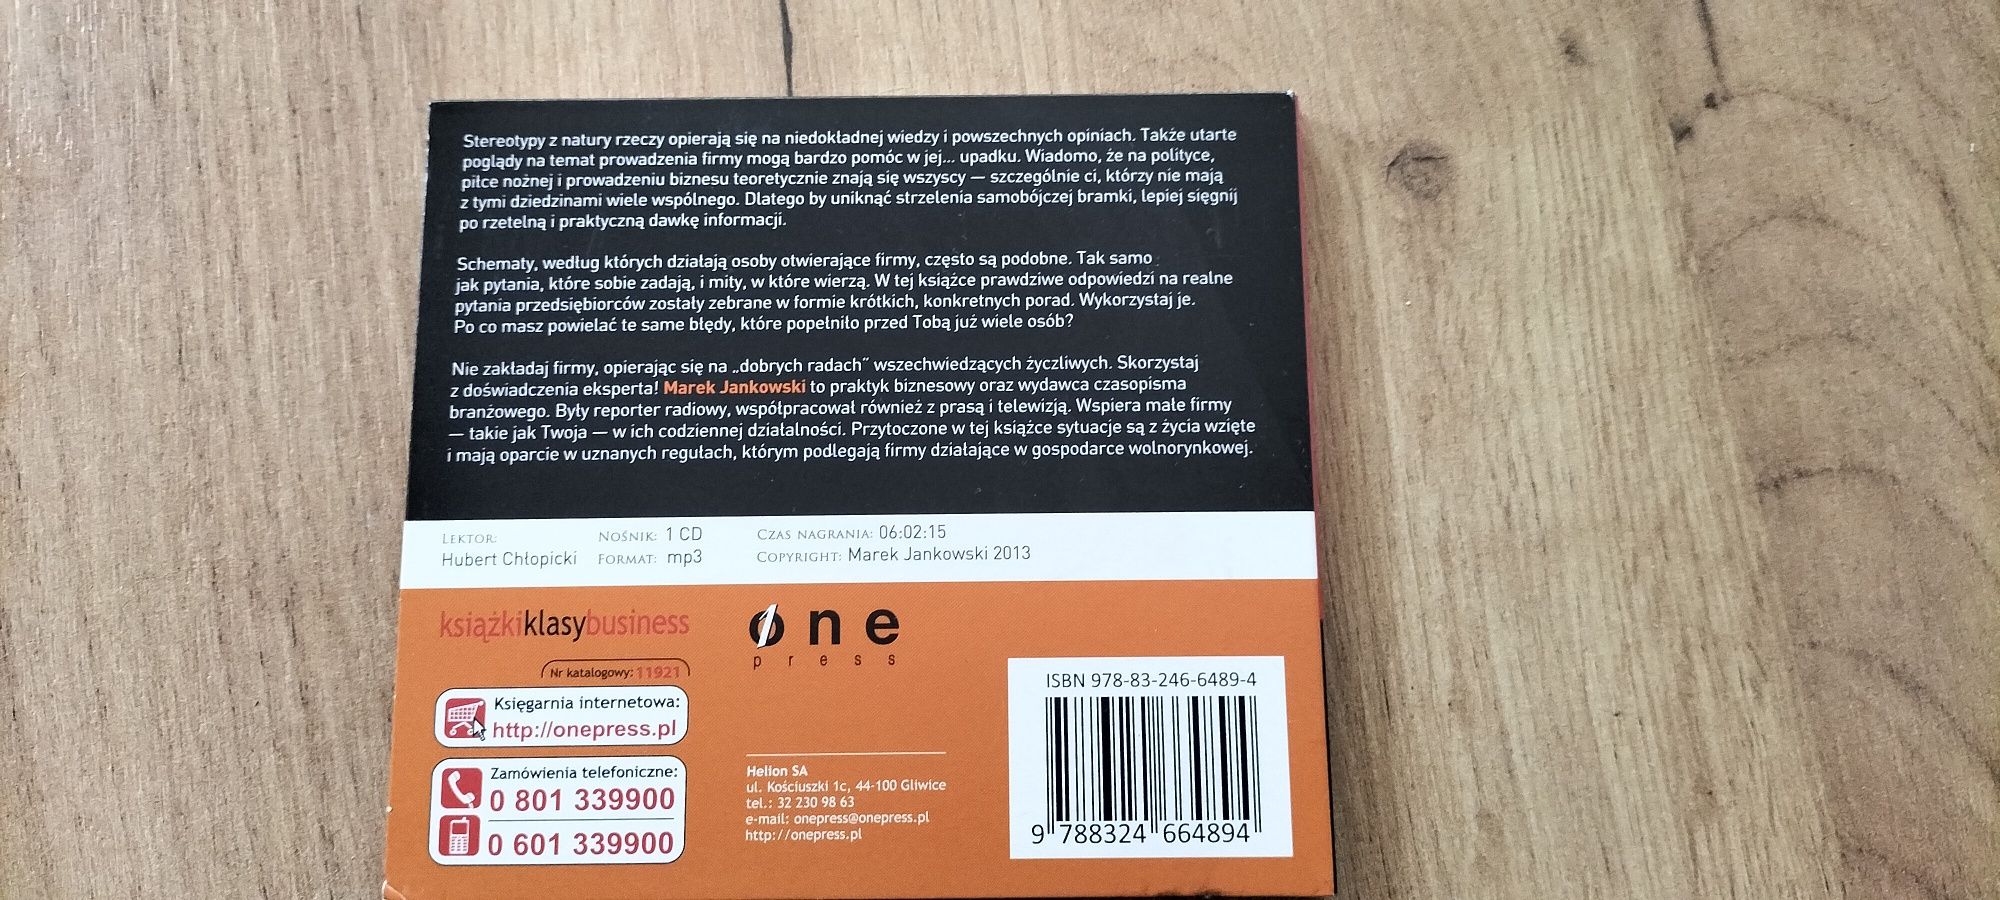 Stereotypy z natury rzeczy opierają się na niedokładnej wiedzy i powszechnych opiniach. Także utarte
poglądy na temat prowadzenia firmy mogą bardzo pomóc w jej... upadku. Wiadomo, że na polityce,
piłce nożnej i prowadzeniu biznesu teoretycznie znają się wszyscy — szczególnie ci, którzy nie mają
z tymi dziedzinami wiele wspólnego. Dlatego by uniknąć strzelenia samobójczej bramki, lepiej sięgnij
po rzetelną i praktyczną dawkę informacji.
Schematy, według których działają osoby otwierające firmy, często są podobne. Tak samo
jak pytania, które sobie zadają, i mity, w które wierzą. W tej książce prawdziwe odpowiedzi na realne
pytania przedsiębiorców zostały zebrane w formie krótkich, konkretnych porad. Wykorzystaj je.
Po co masz powielać te same błędy, które popełniło przed Tobą już wiele osób?
Nie zakładaj firmy, opierając się na „dobrych radach" wszechwiedzących życzliwych. Skorzystaj
z doświadczenia eksperta! Marek Jankowski to praktyk biznesowy oraz wydawca czasopisma
branżowego. Były reporter radiowy, współpracował również z prasą i telewizją. Wspiera małe firmy
— takie jak Twoja — w ich codziennej działalności. Przytoczone w tej książce sytuacje są z życia wzięte
i mają oparcie w uznanych regułach, którym podlegają firmy działające w gospodarce wolnorynkowej.
Lektor:
Hubert Chłopicki
Nośnik: 1 CD
Format: mp3
Czas nagrania: 06:02:15
Copyright: Marek Jankowski 2013
książkiklasybusiness
Nr katalogowy: 11921
Księgarnia internetowa:
http://onepress.pl
Zamówienia telefoniczne:
0 801 339900
0 601 339900
one
press
Helion SA
ul. Kościuszki 1c, 44-100 Gliwice
tel.: 32 230 98 63
e-mail: onepress@onepress.pl
http://onepress.pl
ISBN 978-83-246-6489-4
9 788324 664894